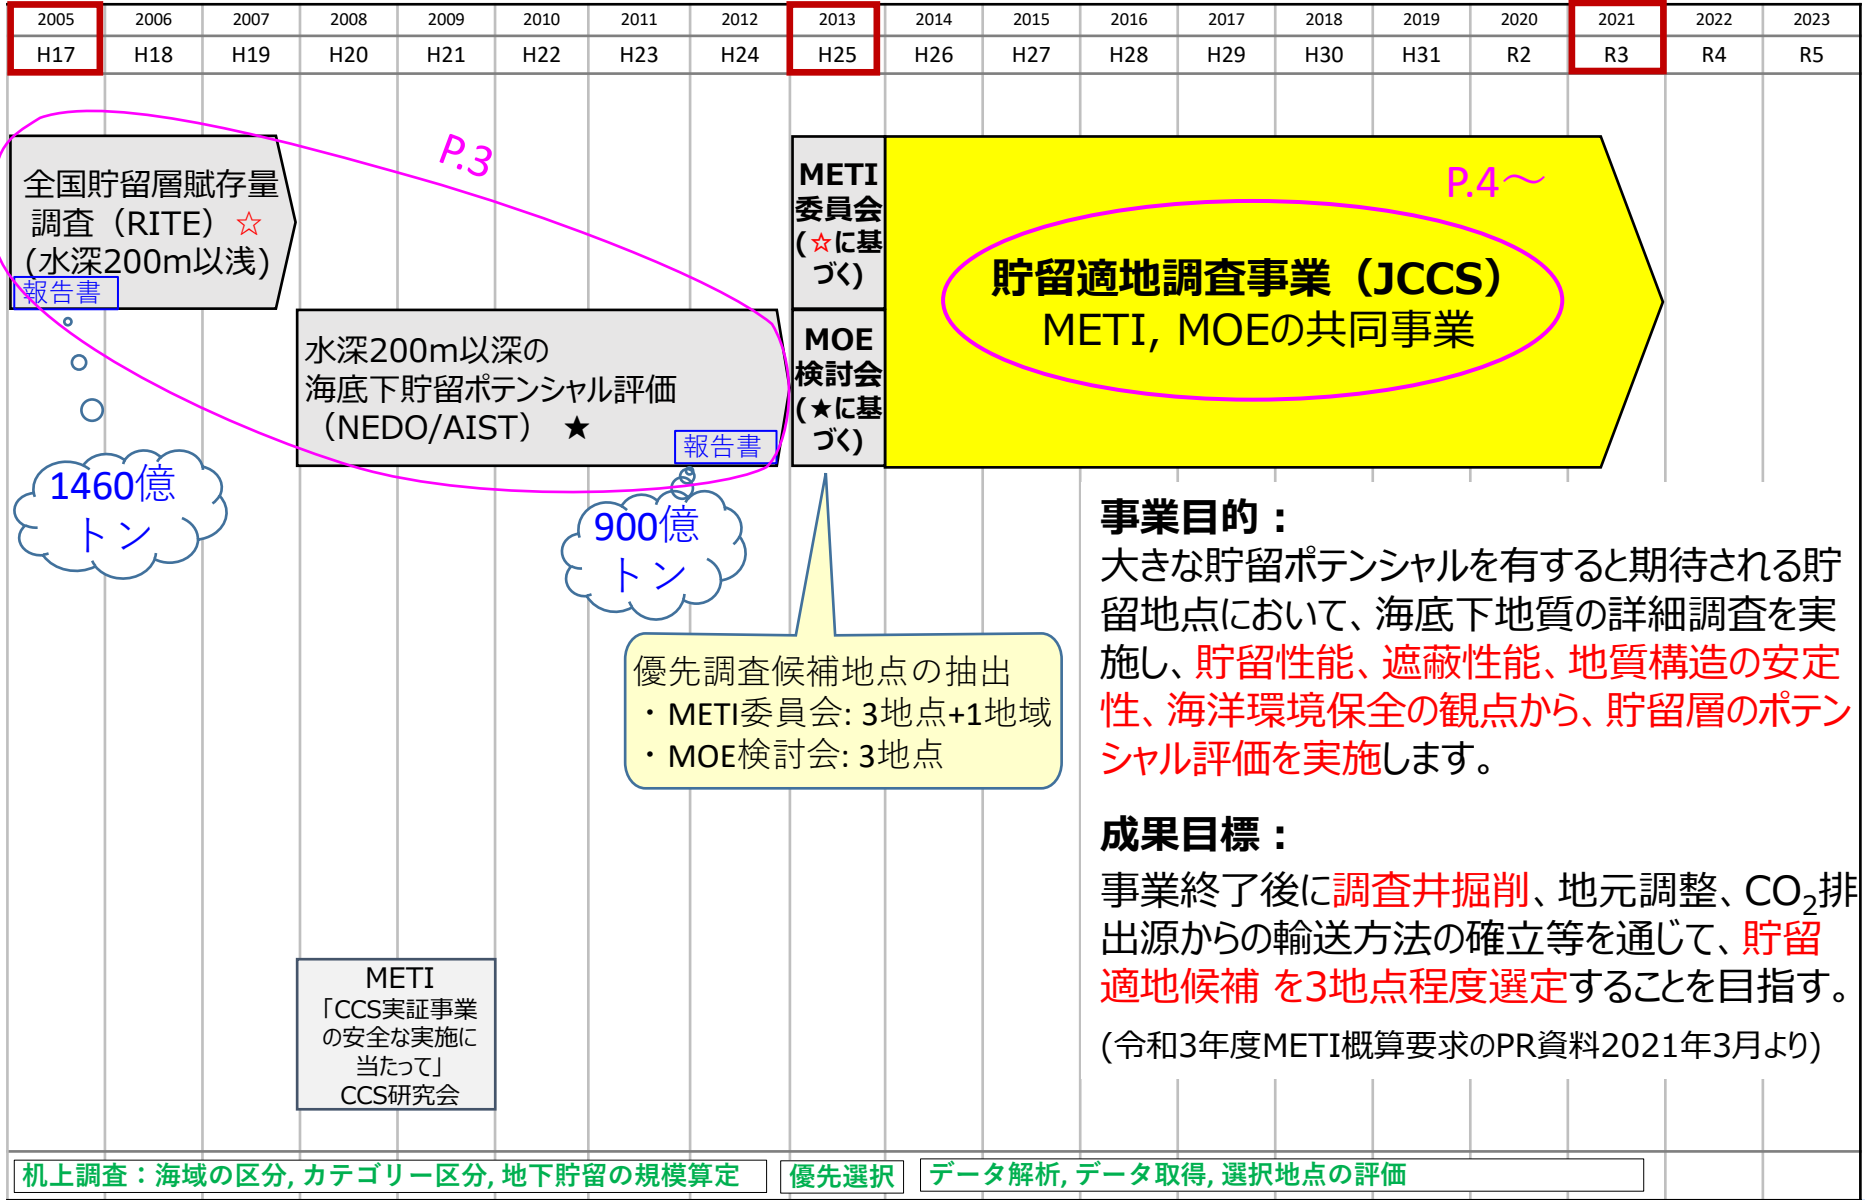 2005 2006 2007 2008 2009 2010 2011 2012 2013 2014 2015 2016 2017 2018 2019 2020 2021 2022 2023
H17 H18 H19 H20 H21 H22 H23 H24 H25 H26 H27 H28 H29 H30 H31 R2 R3 R4 R5
全国貯留層賦存量
調査（RITE）☆
(水深200m以浅)
報告書
P.3
1460億
トン
水深200m以深の
海底下貯留ポテンシャル評価
（NEDO/AIST） ★
報告書
900億
トン
METI
委員会
(☆に基
づく)
MOE
検討会
(★に基
づく)
P.4～
貯留適地調査事業（JCCS）
METI, MOEの共同事業
優先調査候補地点の抽出
・METI委員会: 3地点+1地域
・MOE検討会: 3地点
事業目的：
大きな貯留ポテンシャルを有すると期待される貯
留地点において、海底下地質の詳細調査を実
施し、貯留性能、遮蔽性能、地質構造の安定
性、海洋環境保全の観点から、貯留層のポテン
シャル評価を実施します。
成果目標：
事業終了後に調査井掘削、地元調整、CO₂排
出源からの輸送方法の確立等を通じて、貯留
適地候補 を3地点程度選定することを目指す。
(令和3年度METI概算要求のPR資料2021年3月より)
METI
「CCS実証事業
の安全な実施に
当たって」
CCS研究会
机上調査：海域の区分, カテゴリー区分, 地下貯留の規模算定
優先選択
データ解析, データ取得, 選択地点の評価